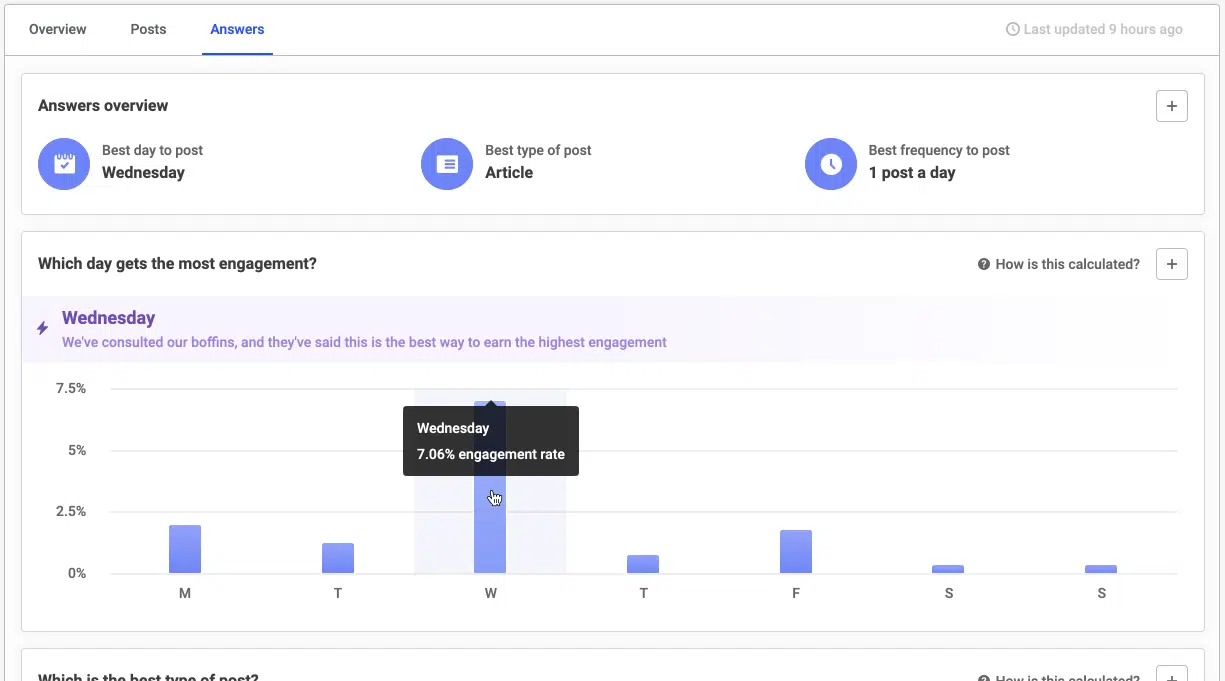 Overview
Posts
Answers
Last updated 9 hours ago
Answers overview
+
Best day to post
Wednesday
Best type of post
Article
Best frequency to post
1 post a day
Which day gets the most engagement?
? How is this calculated?
+
Wednesday
We've consulted our boffins, and they've said this is the best way to earn the highest engagement
7.5%
5%
2.5%
0%
Wednesday
7.06% engagement rate
M
T
W
T
F
S
S
Which is the best type of post?
? How is this calculated?
+